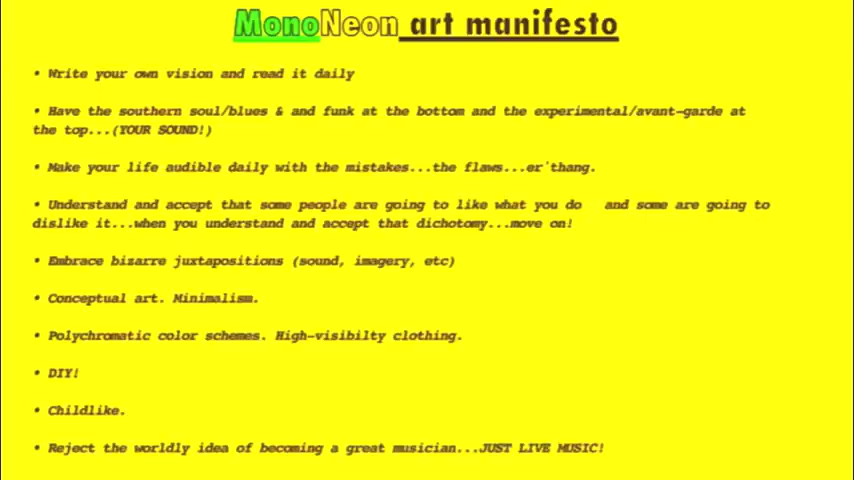 MonoNeon art manifesto
• Write your own vision and read it daily
• Have the southern soul/blues & and funk at the bottom and the experimental/avant-garde at
the top...(YOUR SOUND!)
• Make your life audible daily with the mistakes...the flaws...er'thang.
• Understand and accept that some people are going to like what you do and some are going to
dislike it...when you understand and accept that dichotomy...move on!
• Embrace bizarre juxtapositions (sound, imagery, etc)
• Conceptual art. Minimalism.
• Polychromatic color schemes. High-visibilty clothing.
• DIY!
• Childlike.
• Reject the worldly idea of becoming a great musician...JUST LIVE MUSIC!